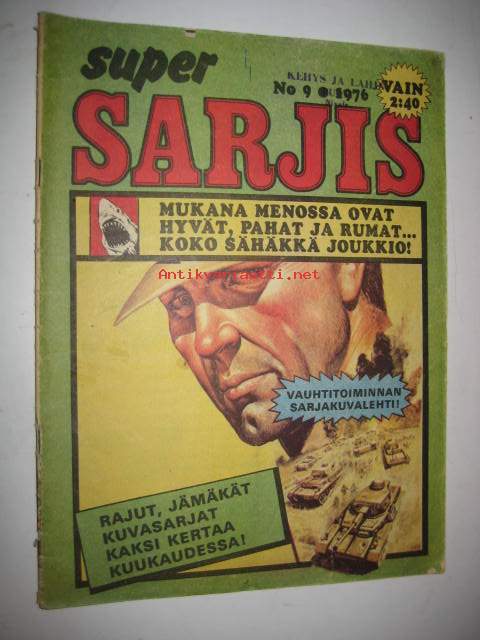 super
KEHYS JA
No 9 1976
VAIN
2:40
SARJIS
MUKANA MENOSSA OVAT
HYVÄT, PAHAT JA RUMAT...
KOKO SÄHÄKKÄ JOUKKIO!
Antikvariaatti.net
VAUHTITOIMINNAN
SARJAKUVALEHTI!
RAJUT, JÄMÄKÄT
KUVASARJAT
KAKSI KERTAA
KUUKAUDESSA!